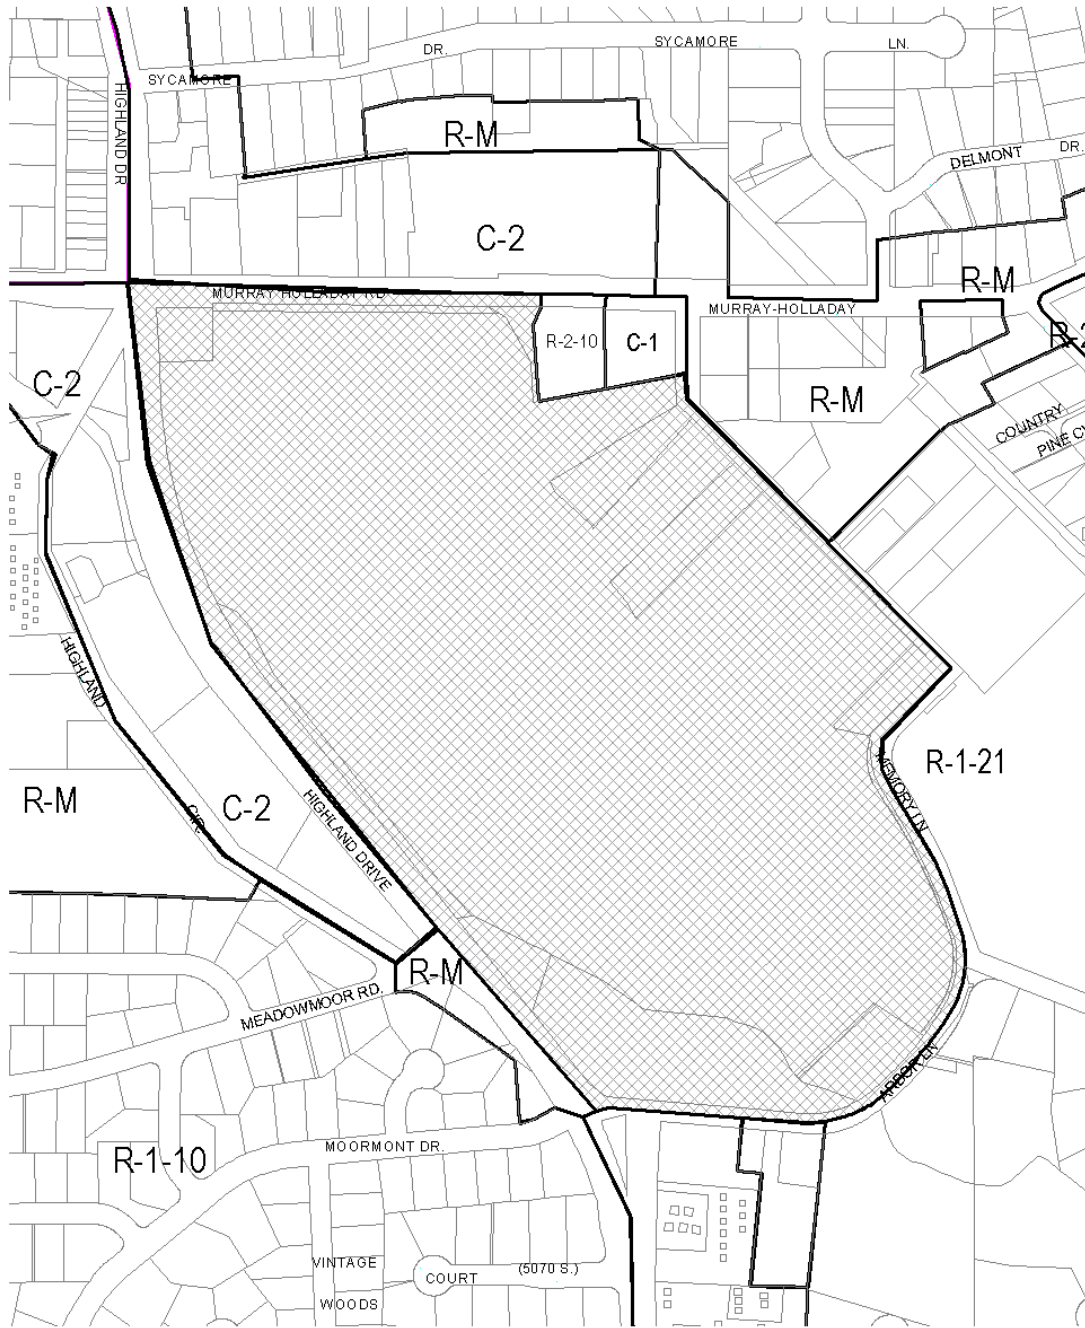 SYCAMORE
LN.
DR.
SYCAMORE
HIGHLAND DR
R-M
DELMONT
DR.
C-2
R-M
MURRAY HOLLADAY RD
MURRAY-HOLLADAY
R-2-10
C-1
R-2
C-2
R-M
COUNTRY
PINE
HIGHLAND
CIR.
MEMORY LN
R-1-21
R-M
C-2
HIGHLAND DRIVE
R-M
MEADOWMOOR RD.
ARBOR LN
MOORMONT DR.
R-1-10
VINTAGE
COURT
(5070 S.)
WOODS